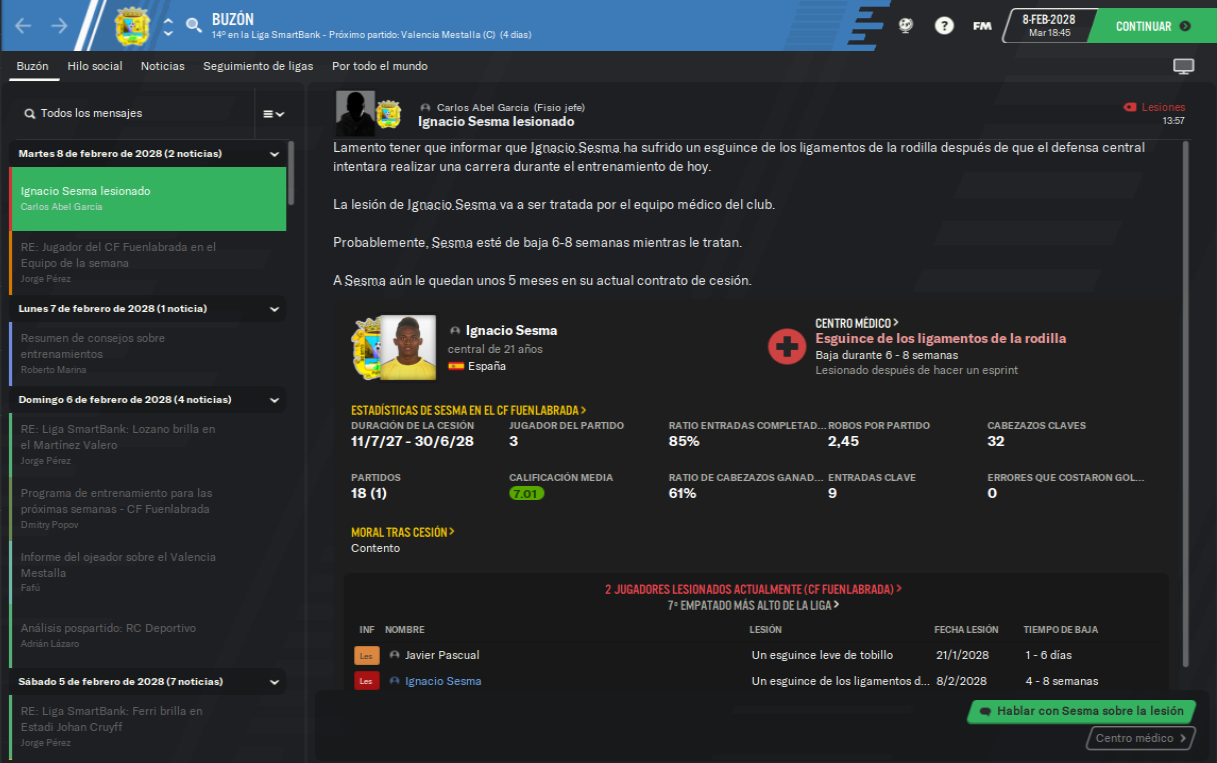 BUZÓN
14º en la Liga SmartBank - Próximo partido: Valencia Mestalla (C) (4 días)
?
FM
8-FEB-2028
Mar 18:45
CONTINUAR
Buzón
Hilo social
Noticias
Seguimiento de ligas
Por todo el mundo
Todos los mensajes
Martes 8 de febrero de 2028 (2 noticias)
Ignacio Sesma lesionado
Carlos Abel García
RE: Jugador del CF Fuenlabrada en el
Equipo de la semana
Jorge Pérez
Lunes 7 de febrero de 2028 (1 noticia)
Resumen de consejos sobre
entrenamientos
Roberto Marina
Domingo 6 de febrero de 2028 (4 noticias)
RE: Liga SmartBank: Lozano brilla en
el Martínez Valero
Jorge Pérez
Programa de entrenamiento para las
próximas semanas - CF Fuenlabrada
Dmitry Popov
Informe del ojeador sobre el Valencia
Mestalla
Fafú
Análisis pospartido: RC Deportivo
Adrián Lázaro
Sábado 5 de febrero de 2028 (7 noticias)
RE: Liga SmartBank: Ferri brilla en
Estadi Johan Cruyff
Jorge Pérez
Carlos Abel García (Fisio jefe)
Ignacio Sesma lesionado
Lesiones
13:57
Lamento tener que informar que Ignacio Sesma ha sufrido un esguince de los ligamentos de la rodilla después de que el defensa central
intentara realizar una carrera durante el entrenamiento de hoy.
La lesión de Ignacio Sesma va a ser tratada por el equipo médico del club.
Probablemente, Sesma esté de baja 6-8 semanas mientras le tratan.
A Sesma aún le quedan unos 5 meses en su actual contrato de cesión.
Ignacio Sesma
central de 21 años
España
CENTRO MÉDICO
Esguince de los ligamentos de la rodilla
Baja durante 6 - 8 semanas
Lesionado después de hacer un esprint
ESTADÍSTICAS DE SESMA EN EL CF FUENLABRADA
DURACIÓN DE LA CESIÓN JUGADOR DEL PARTIDO RATIO ENTRADAS COMPLETAD... ROBOS POR PARTIDO CABEZAZOS CLAVES
11/7/27 - 30/6/28 3 85% 2,45 32
PARTIDOS CALIFICACIÓN MEDIA RATIO DE CABEZAZOS GANAD... ENTRADAS CLAVE ERRORES QUE COSTARON GOL...
18 (1) 7.01 61% 9 0
MORAL TRAS CESIÓN
Contento
2 JUGADORES LESIONADOS ACTUALMENTE (CF FUENLABRADA)
7º EMPATADO MÁS ALTO DE LA LIGA
INF NOMBRE LESIÓN FECHA LESIÓN TIEMPO DE BAJA
Les Javier Pascual Un esguince leve de tobillo 21/1/2028 1 - 6 días
Les Ignacio Sesma Un esguince de los ligamentos d... 8/2/2028 4 - 8 semanas
Hablar con Sesma sobre la lesión
Centro médico